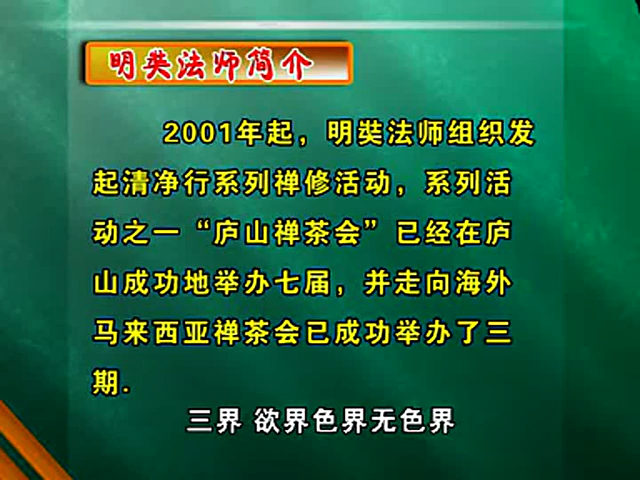 明奘法师简介
2001年起，明奘法师组织发
起清净行系列禅修活动，系列活
动之一“庐山禅茶会”已经在庐
山成功地举办七届，并走向海外
马来西亚禅茶会已成功举办了三
期.
三界 欲界色界无色界